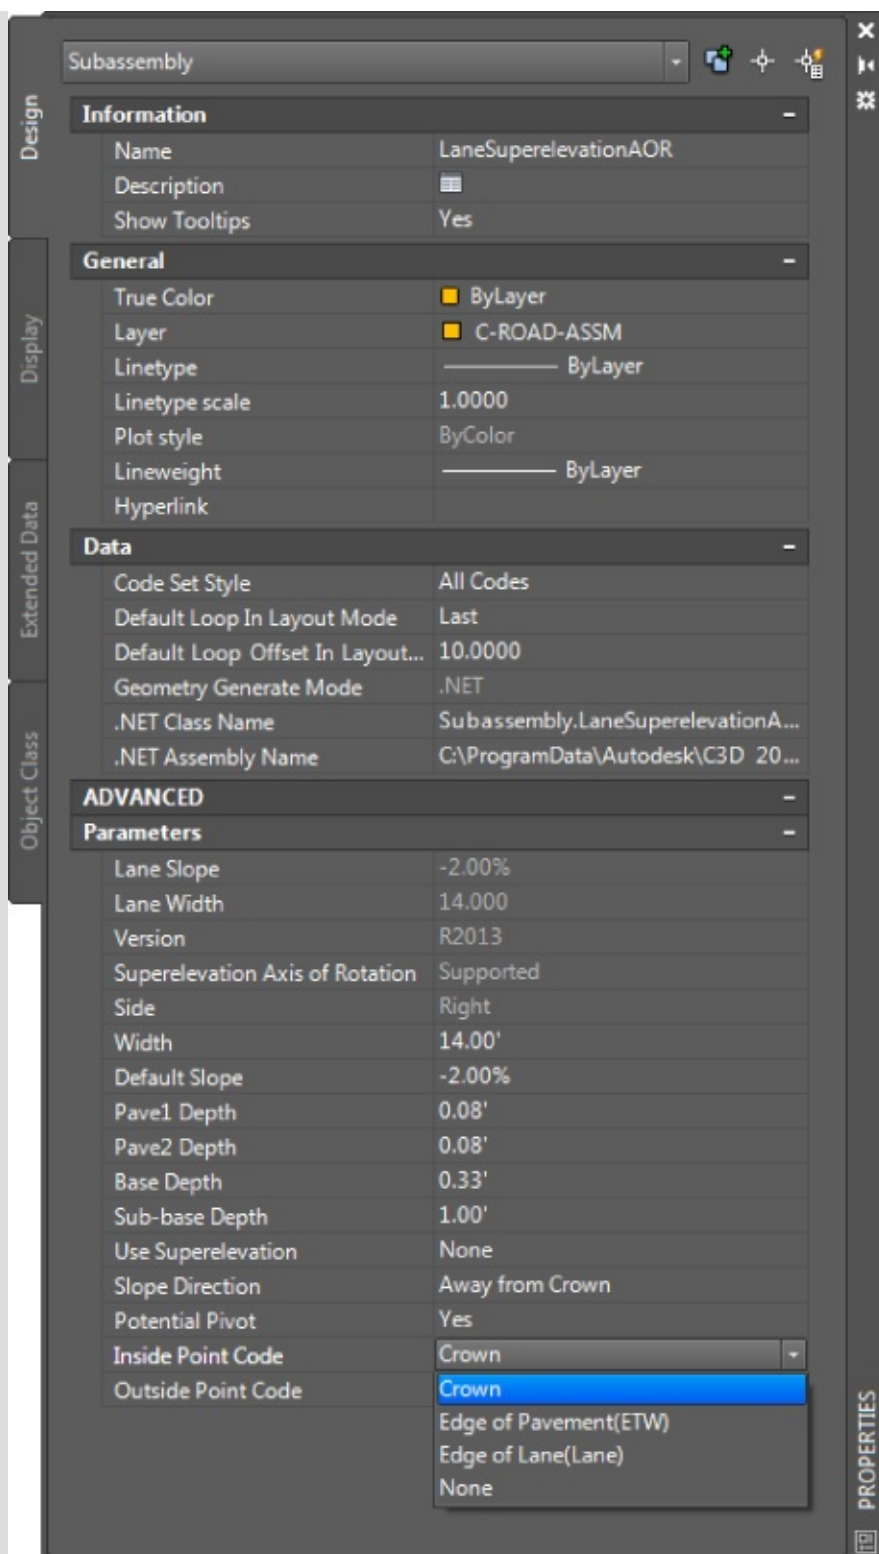 Subassembly
Design
Display
Extended Data
Object Class
Information
Name LaneSuperelevationAOR
Description
Show Tooltips Yes
General
True Color ByLayer
Layer C-ROAD-ASSM
Linetype ByLayer
Linetype scale 1.0000
Plot style ByColor
Lineweight ByLayer
Hyperlink
Data
Code Set Style All Codes
Default Loop In Layout Mode Last
Default Loop Offset In Layout... 10.0000
Geometry Generate Mode .NET
.NET Class Name Subassembly.LaneSuperelevationA...
.NET Assembly Name C:\ProgramData\Autodesk\C3D 20...
ADVANCED
Parameters
Lane Slope -2.00%
Lane Width 14.000
Version R2013
Superelevation Axis of Rotation Supported
Side Right
Width 14.00'
Default Slope -2.00%
Pave1 Depth 0.08'
Pave2 Depth 0.08'
Base Depth 0.33'
Sub-base Depth 1.00'
Use Superelevation None
Slope Direction Away from Crown
Potential Pivot Yes
Inside Point Code Crown
Outside Point Code
Crown
Edge of Pavement(ETW)
Edge of Lane(Lane)
None
PROPERTIES